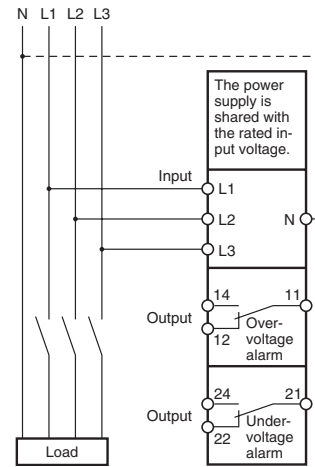 N L1 L2 L3
The power
supply is
shared with
the rated in-
put voltage.
Input
L1
L2 N
L3
14 11
Output
12 Over-
voltage
alarm
24 21
Output
22 Under-
voltage
alarm
Load